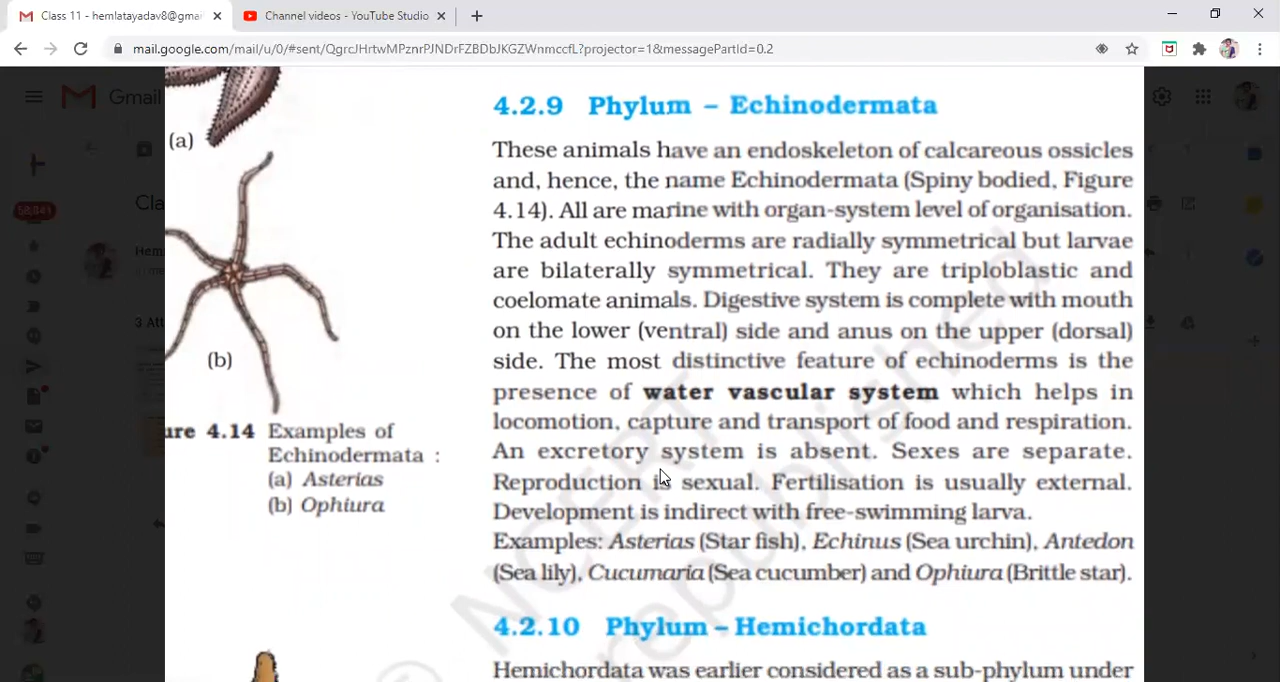 Class 11 - hemlatayadav8@gmai
Channel videos - YouTube Studio
mail.google.com/mail/u/0/#sent/QgrcJHrtwMPznrPJNDrFZBDbJKGZWnmccfL?projector=1&messagePartId=0.2
Gmail
58,941
Cla
Hem
3 Att
(a)
(b)
ure 4.14 Examples of
Echinodermata :
(a) Asterias
(b) Ophiura
4.2.9 Phylum – Echinodermata
These animals have an endoskeleton of calcareous ossicles
and, hence, the name Echinodermata (Spiny bodied, Figure
4.14). All are marine with organ-system level of organisation.
The adult echinoderms are radially symmetrical but larvae
are bilaterally symmetrical. They are triploblastic and
coelomate animals. Digestive system is complete with mouth
on the lower (ventral) side and anus on the upper (dorsal)
side. The most distinctive feature of echinoderms is the
presence of water vascular system which helps in
locomotion, capture and transport of food and respiration.
An excretory system is absent. Sexes are separate.
Reproduction is sexual. Fertilisation is usually external.
Development is indirect with free-swimming larva.
Examples: Asterias (Star fish), Echinus (Sea urchin), Antedon
(Sea lily), Cucumaria (Sea cucumber) and Ophiura (Brittle star).
4.2.10 Phylum – Hemichordata
Hemichordata was earlier considered as a sub-phylum under
© NCERT
republished